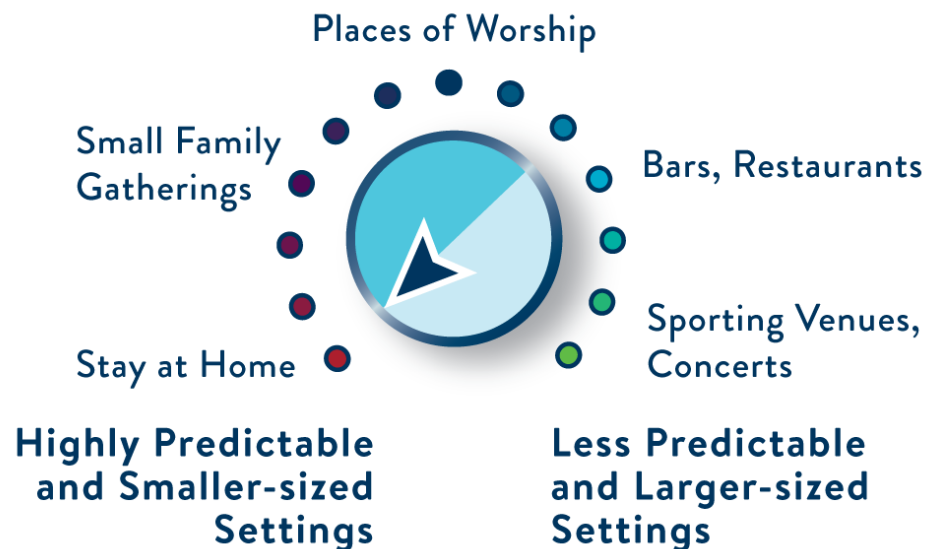 Places of Worship
Small Family
Gatherings
Bars, Restaurants
Sporting Venues,
Concerts
Stay at Home
Highly Predictable
and Smaller-sized
Settings
Less Predictable
and Larger-sized
Settings